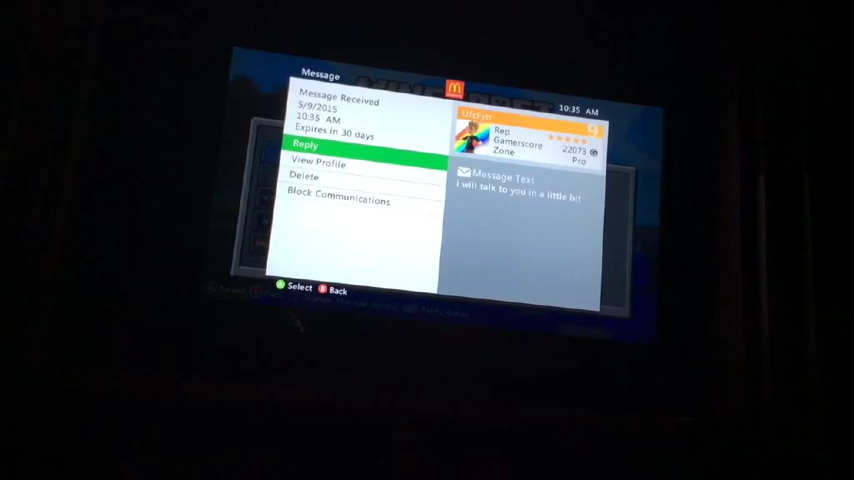 Message
10:35 AM
Message Received
5/9/2015
10:35 AM
Expires in 30 days
Reply
View Profile
Delete
Block Communications
9
Rep
Gamerscore 22073 G
Zone Pro
Message Text
i will talk to you in a little bit
A Select B Back
Select